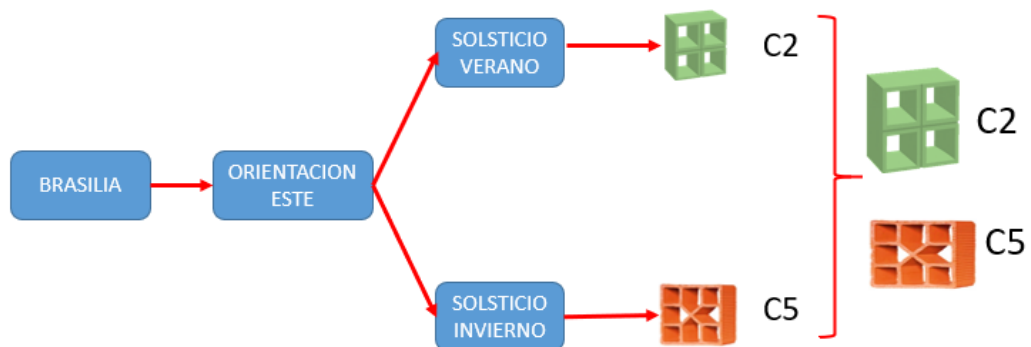 BRASILIA
ORIENTACION
ESTE
SOLSTICIO
VERANO
C2
SOLSTICIO
INVIERNO
C5
C2
C5